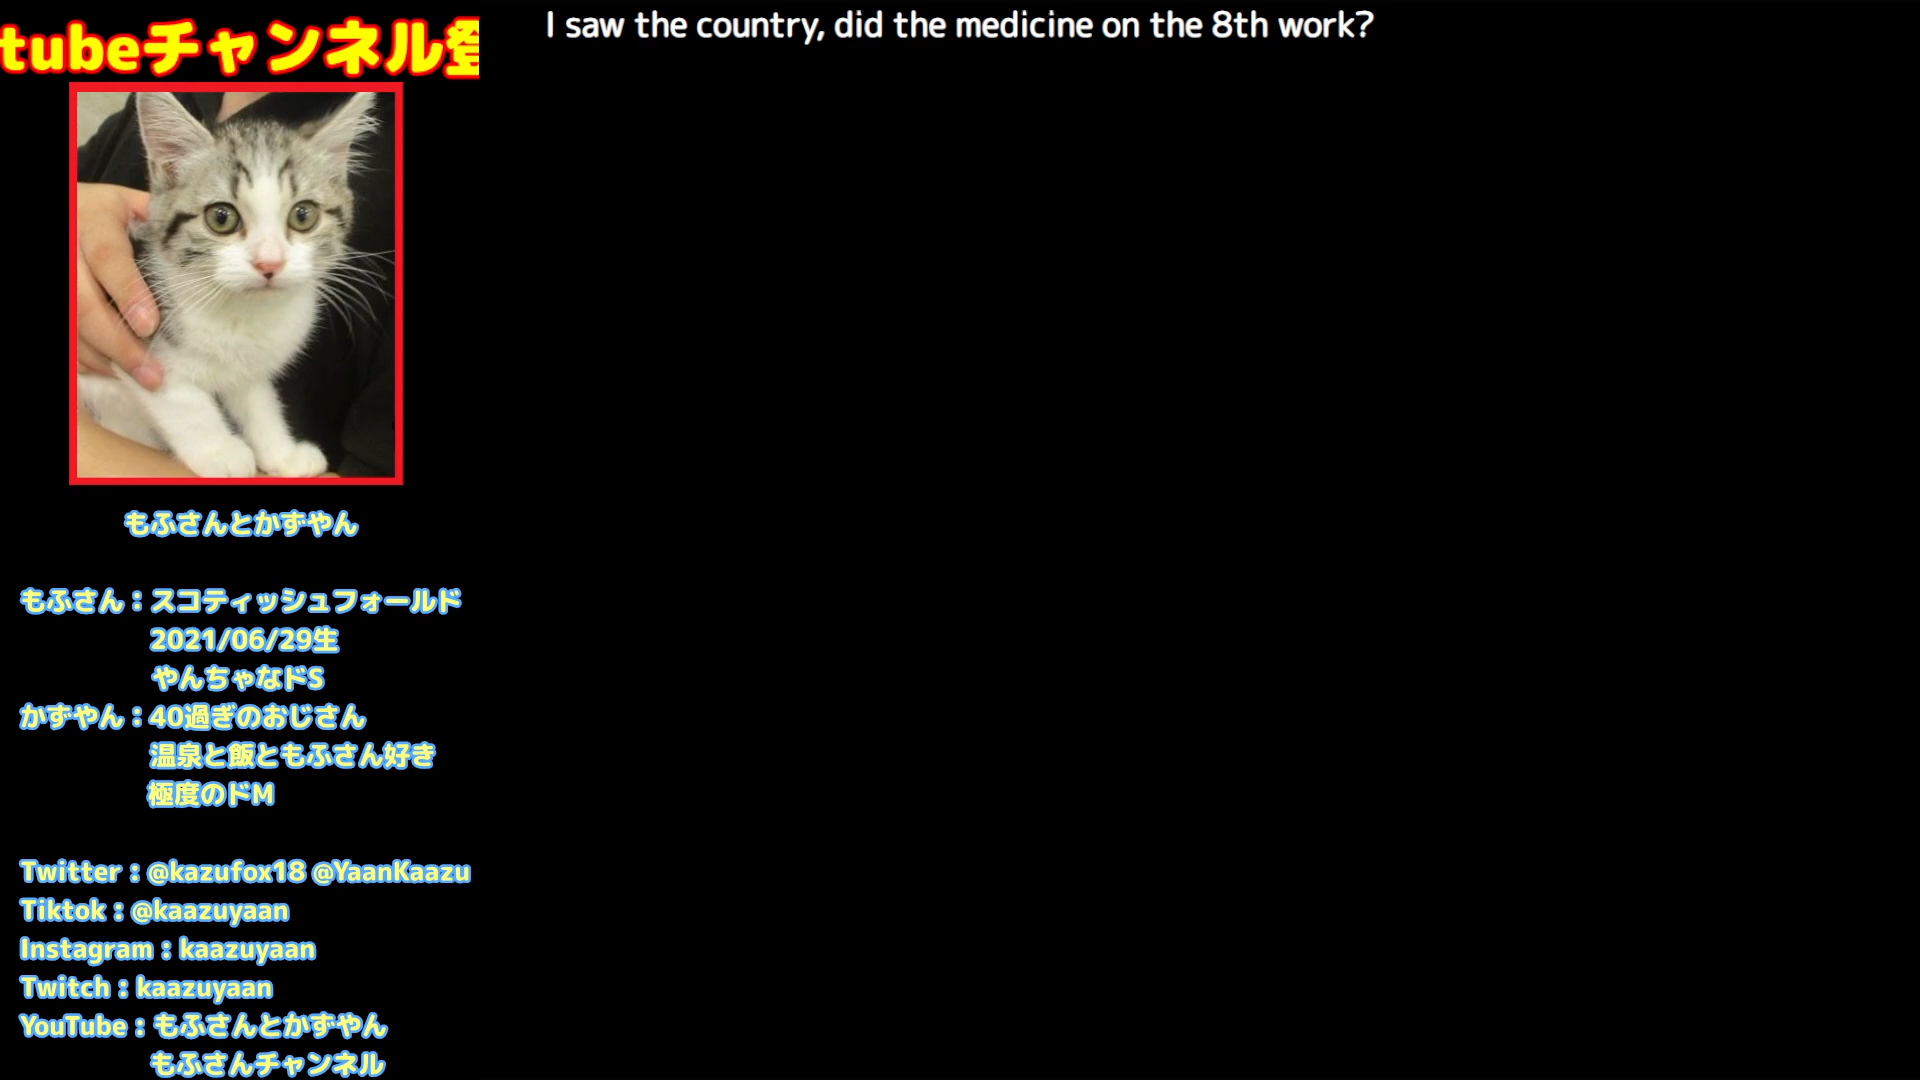 tubeチャンネル登
I saw the country, did the medicine on the 8th work?
もふさんとかずやん
もふさん：スコティッシュフォールド
2021/06/29生
やんちゃなドS
かずやん：40過ぎのおじさん
温泉と飯ともふさん好き
極度のドM
Twitter：@kazufox18 @YaanKaazu
Tiktok：@kaazuyaan
Instagram：kaazuyaan
Twitch：kaazuyaan
YouTube：もふさんとかずやん
もふさんチャンネル